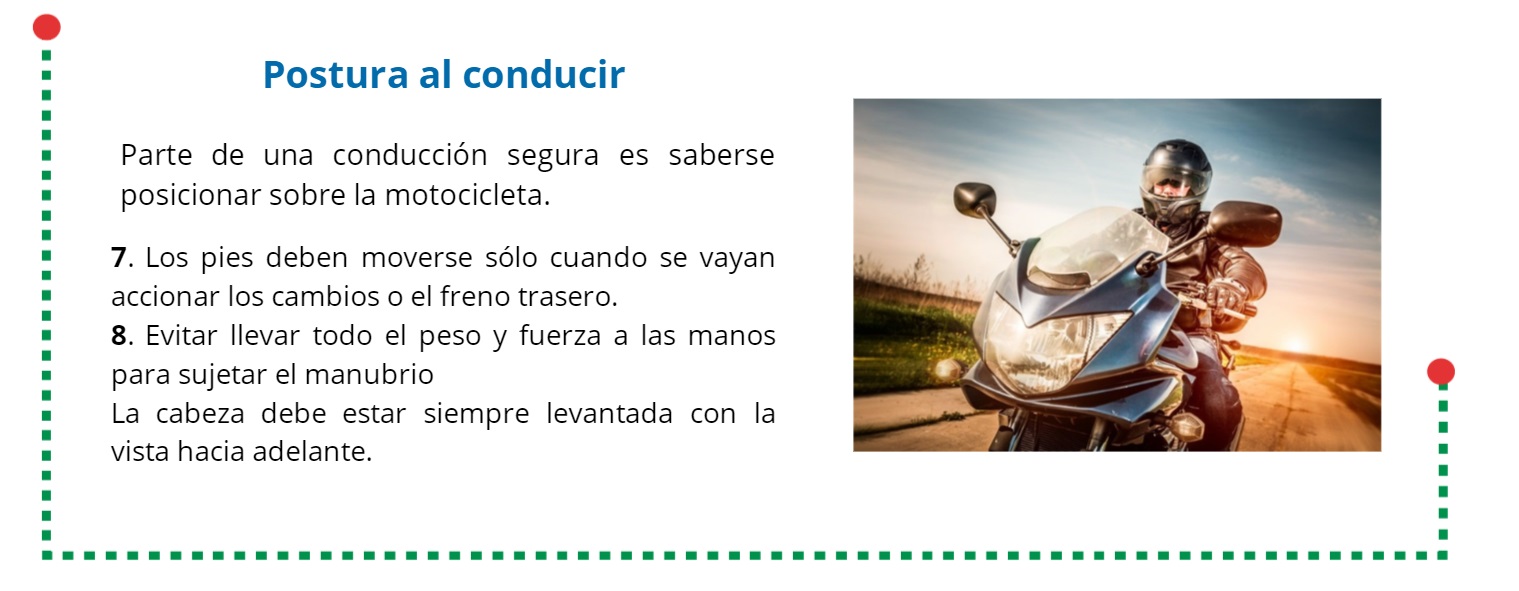 Postura al conducir
Parte de una conducción segura es saberse
posicionar sobre la motocicleta.
7. Los pies deben moverse sólo cuando se vayan
accionar los cambios o el freno trasero.
8. Evitar llevar todo el peso y fuerza a las manos
para sujetar el manubrio
La cabeza debe estar siempre levantada con la
vista hacia adelante.